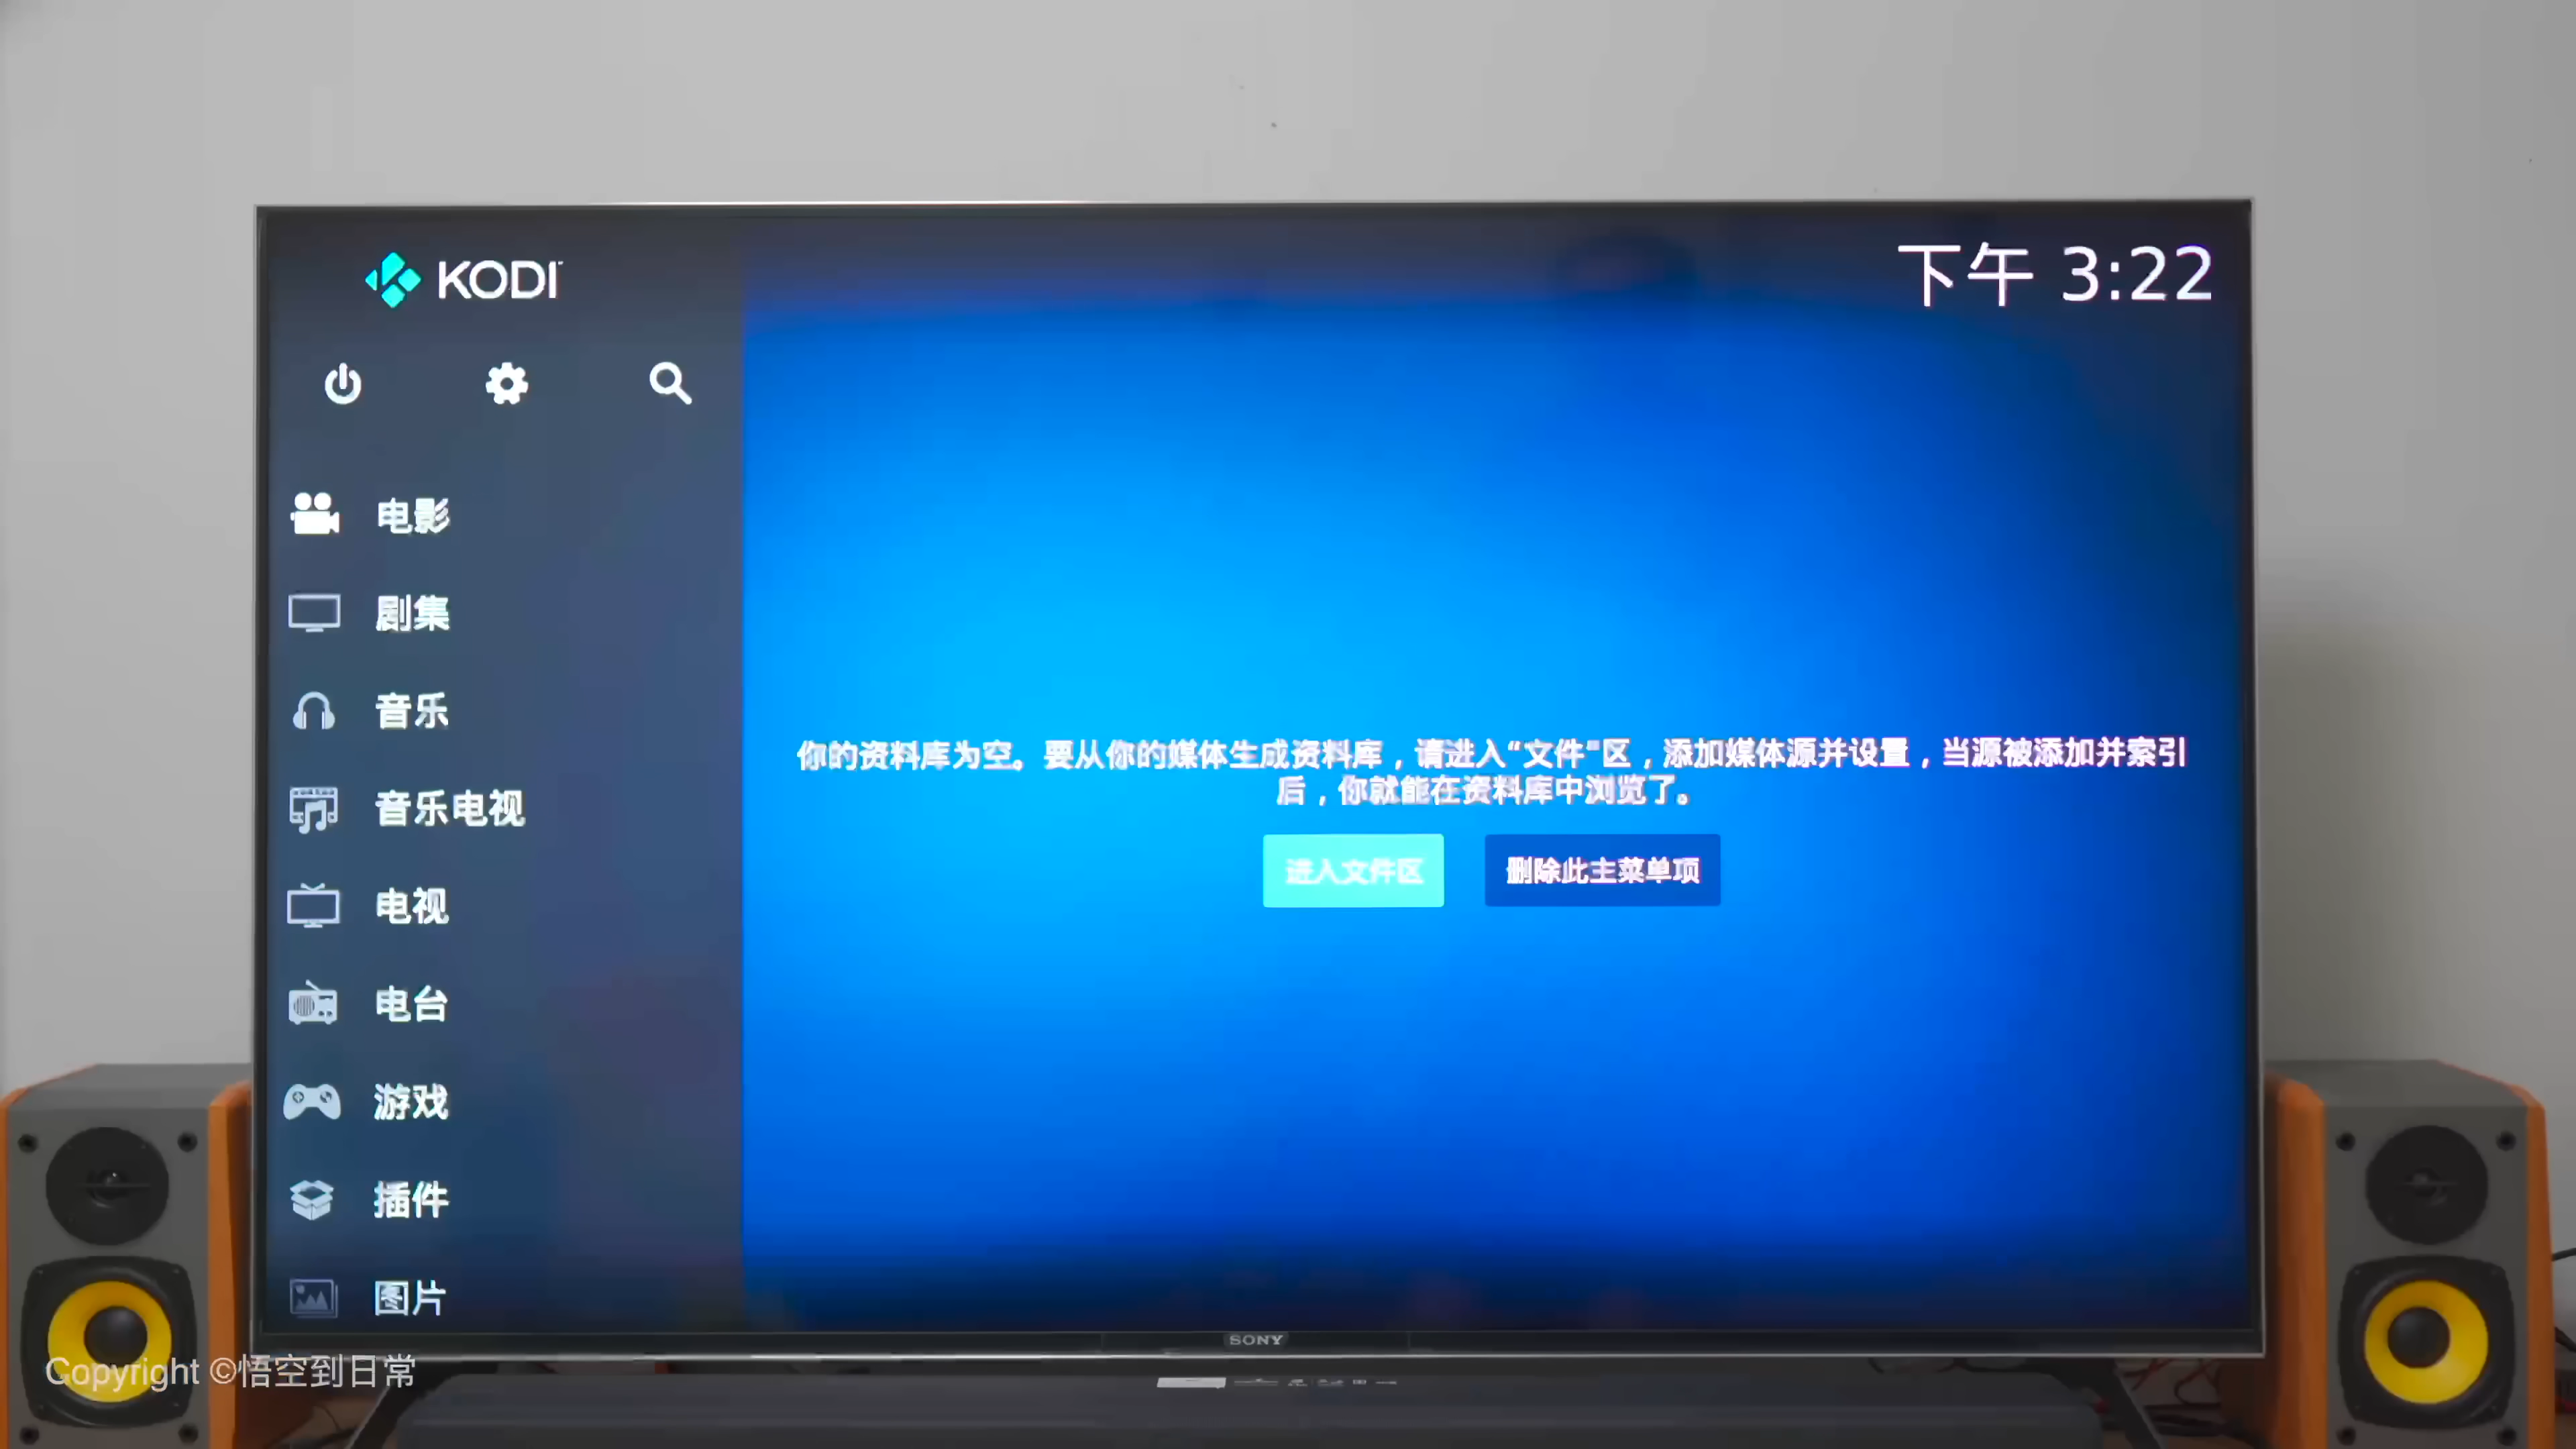 KODI
下午 3:22
电影
剧集
音乐
音乐电视
电视
电台
游戏
插件
图片
你的资料库为空。要从你的媒体生成资料库，请进入“文件”区，添加媒体源并设置，当源被添加并索引
后，你就能在资料库中浏览了。
进入文件区
删除此主菜单项
SONY
Copyright ©悟空到日常